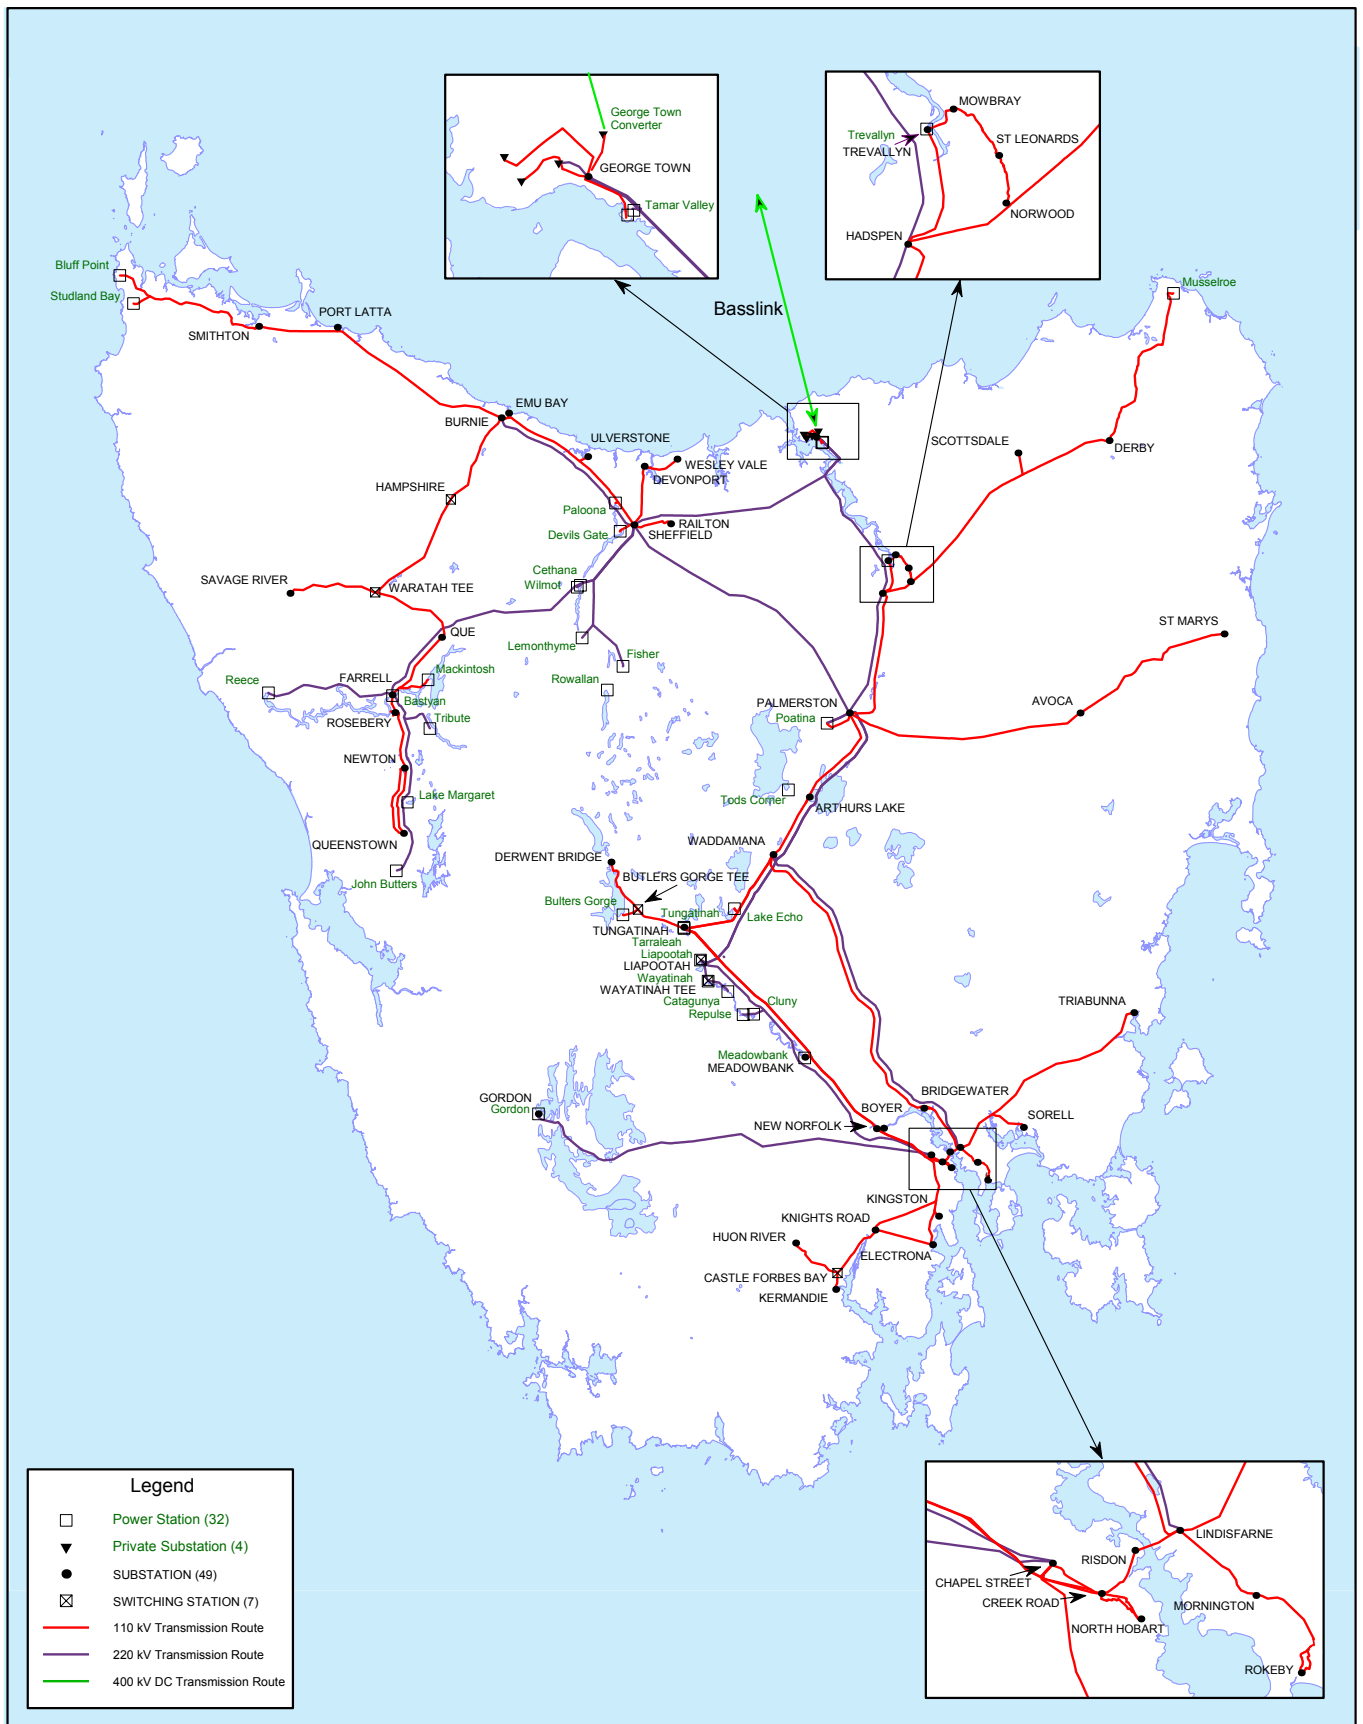 George Town
Converter
GEORGE TOWN
Tamar Valley
MOWBRAY
Trevallyn
TREVALLYN
ST LEONARDS
NORWOOD
HADSPEN
Bluff Point
Studland Bay
SMITHTON
PORT LATTA
Basslink
Musselroe
EMU BAY
BURNIE
ULVERSTONE
WESLEY VALE
DEVONPORT
SCOTTSDALE
DERBY
HAMPSHIRE
Paloona
Devils Gate
RAILTON
SHEFFIELD
SAVAGE RIVER
WARATAH TEE
Cethana
Wilmot
QUE
Lemonthyme
Fisher
ST MARYS
Reece
FARRELL
Mackintosh
Bastyan
Rowallan
ROSEBERY
Tribute
PALMERSTON
Poatina
AVOCA
NEWTON
Lake Margaret
Tods Corner
ARTHURS LAKE
QUEENSTOWN
John Butters
DERWENT BRIDGE
WADDAMANA
BUTLERS GORGE TEE
Bulters Gorge
Tungatinah
Lake Echo
TUNGATINAH
Tarraleah
Liapootah
LIAPOOTAH
Wayatinah
WAYATINAH TEE
Catagunya
Cluny
Repulse
TRIABUNNA
Meadowbank
MEADOWBANK
GORDON
Gordon
BRIDGEWATER
BOYER
SORELL
NEW NORFOLK
KINGSTON
KNIGHTS ROAD
HUON RIVER
ELECTRONA
CASTLE FORBES BAY
KERMANDIE
LINDISFARNE
RISDON
CHAPEL STREET
CREEK ROAD
MORNINGTON
NORTH HOBART
ROKEBY
Legend
Power Station (32)
Private Substation (4)
SUBSTATION (49)
SWITCHING STATION (7)
110 kV Transmission Route
220 kV Transmission Route
400 kV DC Transmission Route